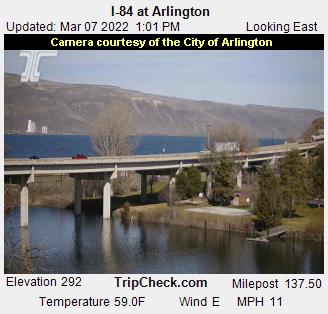 I-84 at Arlington
Updated: Mar 07 2022 1:01 PM Looking East
Camera courtesy of the City of Arlington
Elevation 292 TripCheck.com Milepost 137.50
Temperature 59.0F Wind E MPH 11